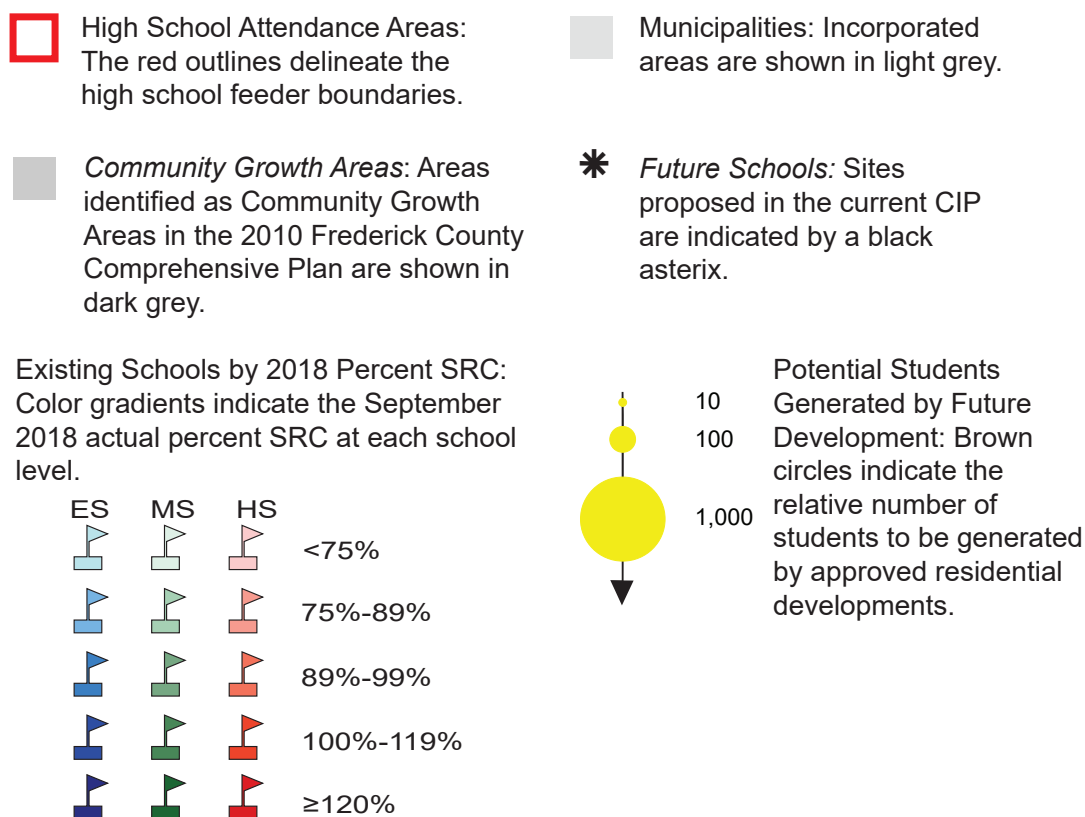 High School Attendance Areas:
The red outlines delineate the
high school feeder boundaries.
Municipalities: Incorporated
areas are shown in light grey.
Community Growth Areas: Areas
identified as Community Growth
Areas in the 2010 Frederick County
Comprehensive Plan are shown in
dark grey.
Future Schools: Sites
proposed in the current CIP
are indicated by a black
asterix.
Existing Schools by 2018 Percent SRC:
Color gradients indicate the September
2018 actual percent SRC at each school
level.
ES MS HS
<75%
75%-89%
89%-99%
100%-119%
≥120%
10
100
1,000
Potential Students
Generated by Future
Development: Brown
circles indicate the
relative number of
students to be generated
by approved residential
developments.